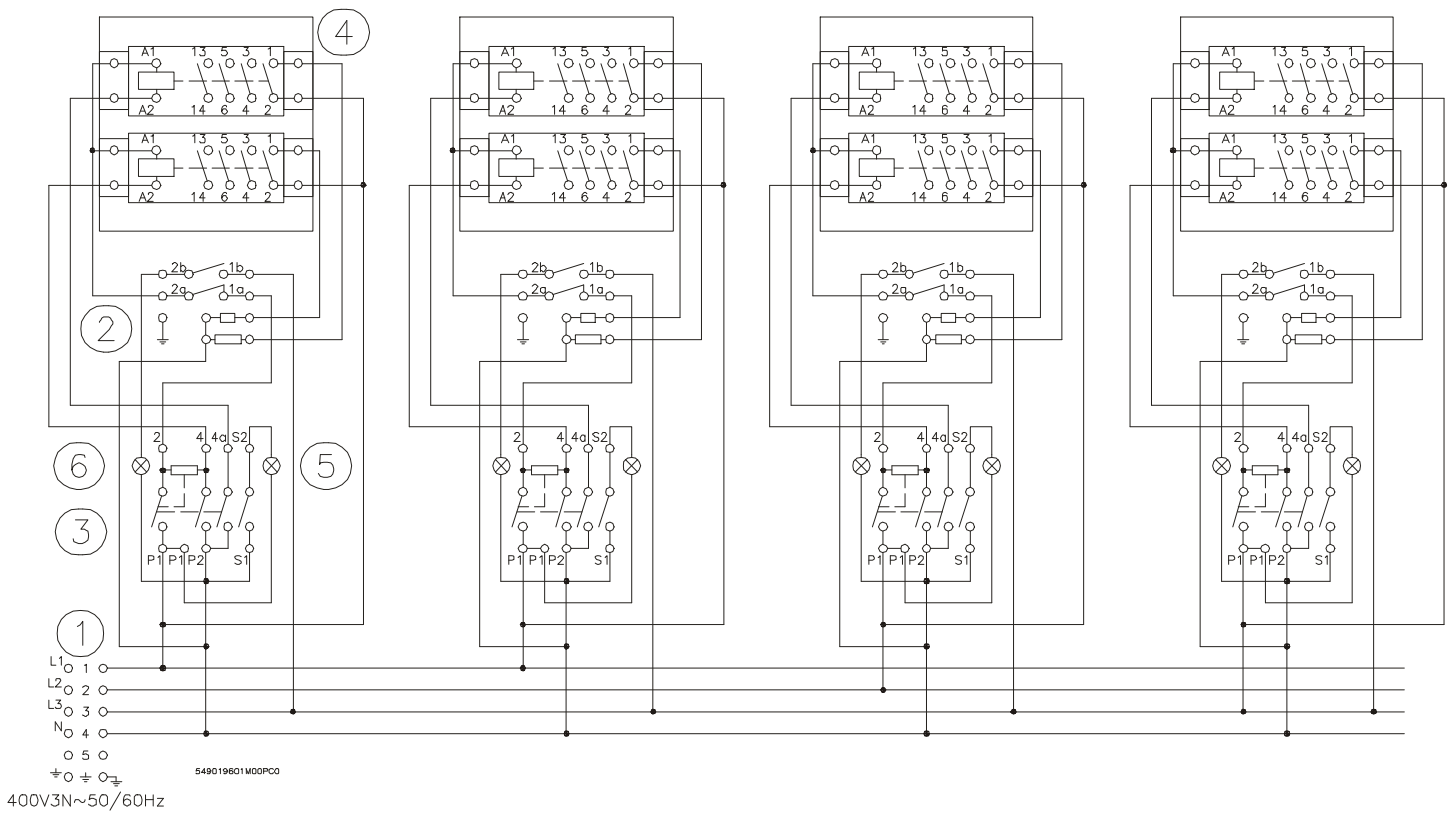 4
A1 13 5 3 1 A1 13 5 3 1 A1 13 5 3 1 A1 13 5 3 1
A2 14 6 4 2 A2 14 6 4 2 A2 14 6 4 2 A2 14 6 4 2
A1 13 5 3 1 A1 13 5 3 1 A1 13 5 3 1 A1 13 5 3 1
A2 14 6 4 2 A2 14 6 4 2 A2 14 6 4 2 A2 14 6 4 2
2b 1b 2b 1b 2b 1b 2b 1b
2a 1a 2a 1a 2a 1a 2a 1a
2
2 4 4a S2 2 4 4a S2 2 4 4a S2 2 4 4a S2
6 5
3
P1 P1 P2 S1 P1 P1 P2 S1 P1 P1 P2 S1 P1 P1 P2 S1
1
L1 1
L2 2
L3 3
N 4
5
549019601M00PC0
400V3N~50/60Hz